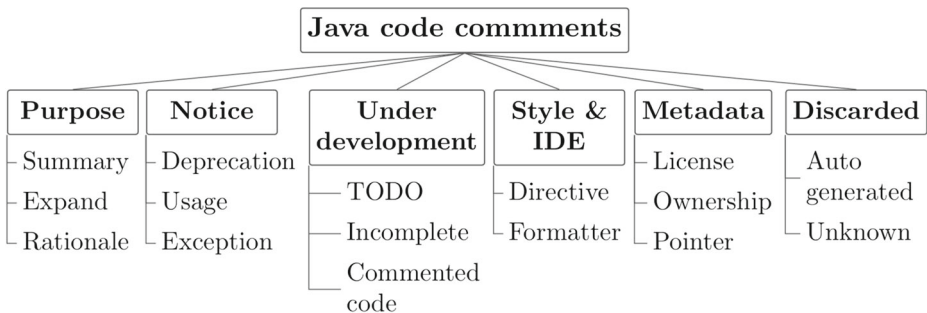 Java code commments
Purpose
Summary
Expand
Rationale
Notice
Deprecation
Usage
Exception
Under
development
TODO
Incomplete
Commented
code
Style &
IDE
Directive
Formatter
Metadata
License
Ownership
Pointer
Discarded
Auto
generated
Unknown